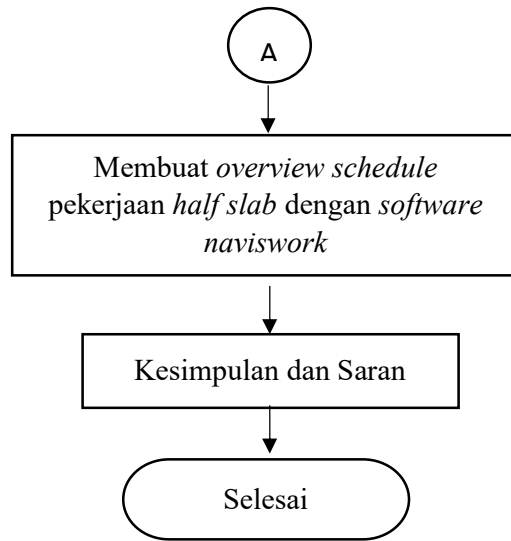 A
Membuat overview schedule
pekerjaan half slab dengan software
naviswork
Kesimpulan dan Saran
Selesai